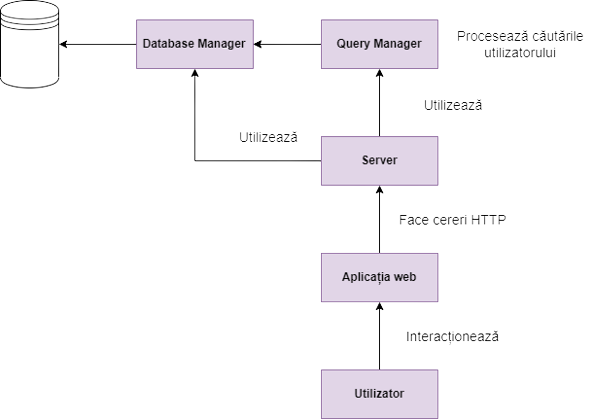 Database Manager
Query Manager
Procesează căutările
utilizatorului
Utilizează
Utilizează
Server
Face cereri HTTP
Aplicația web
Interacționează
Utilizator